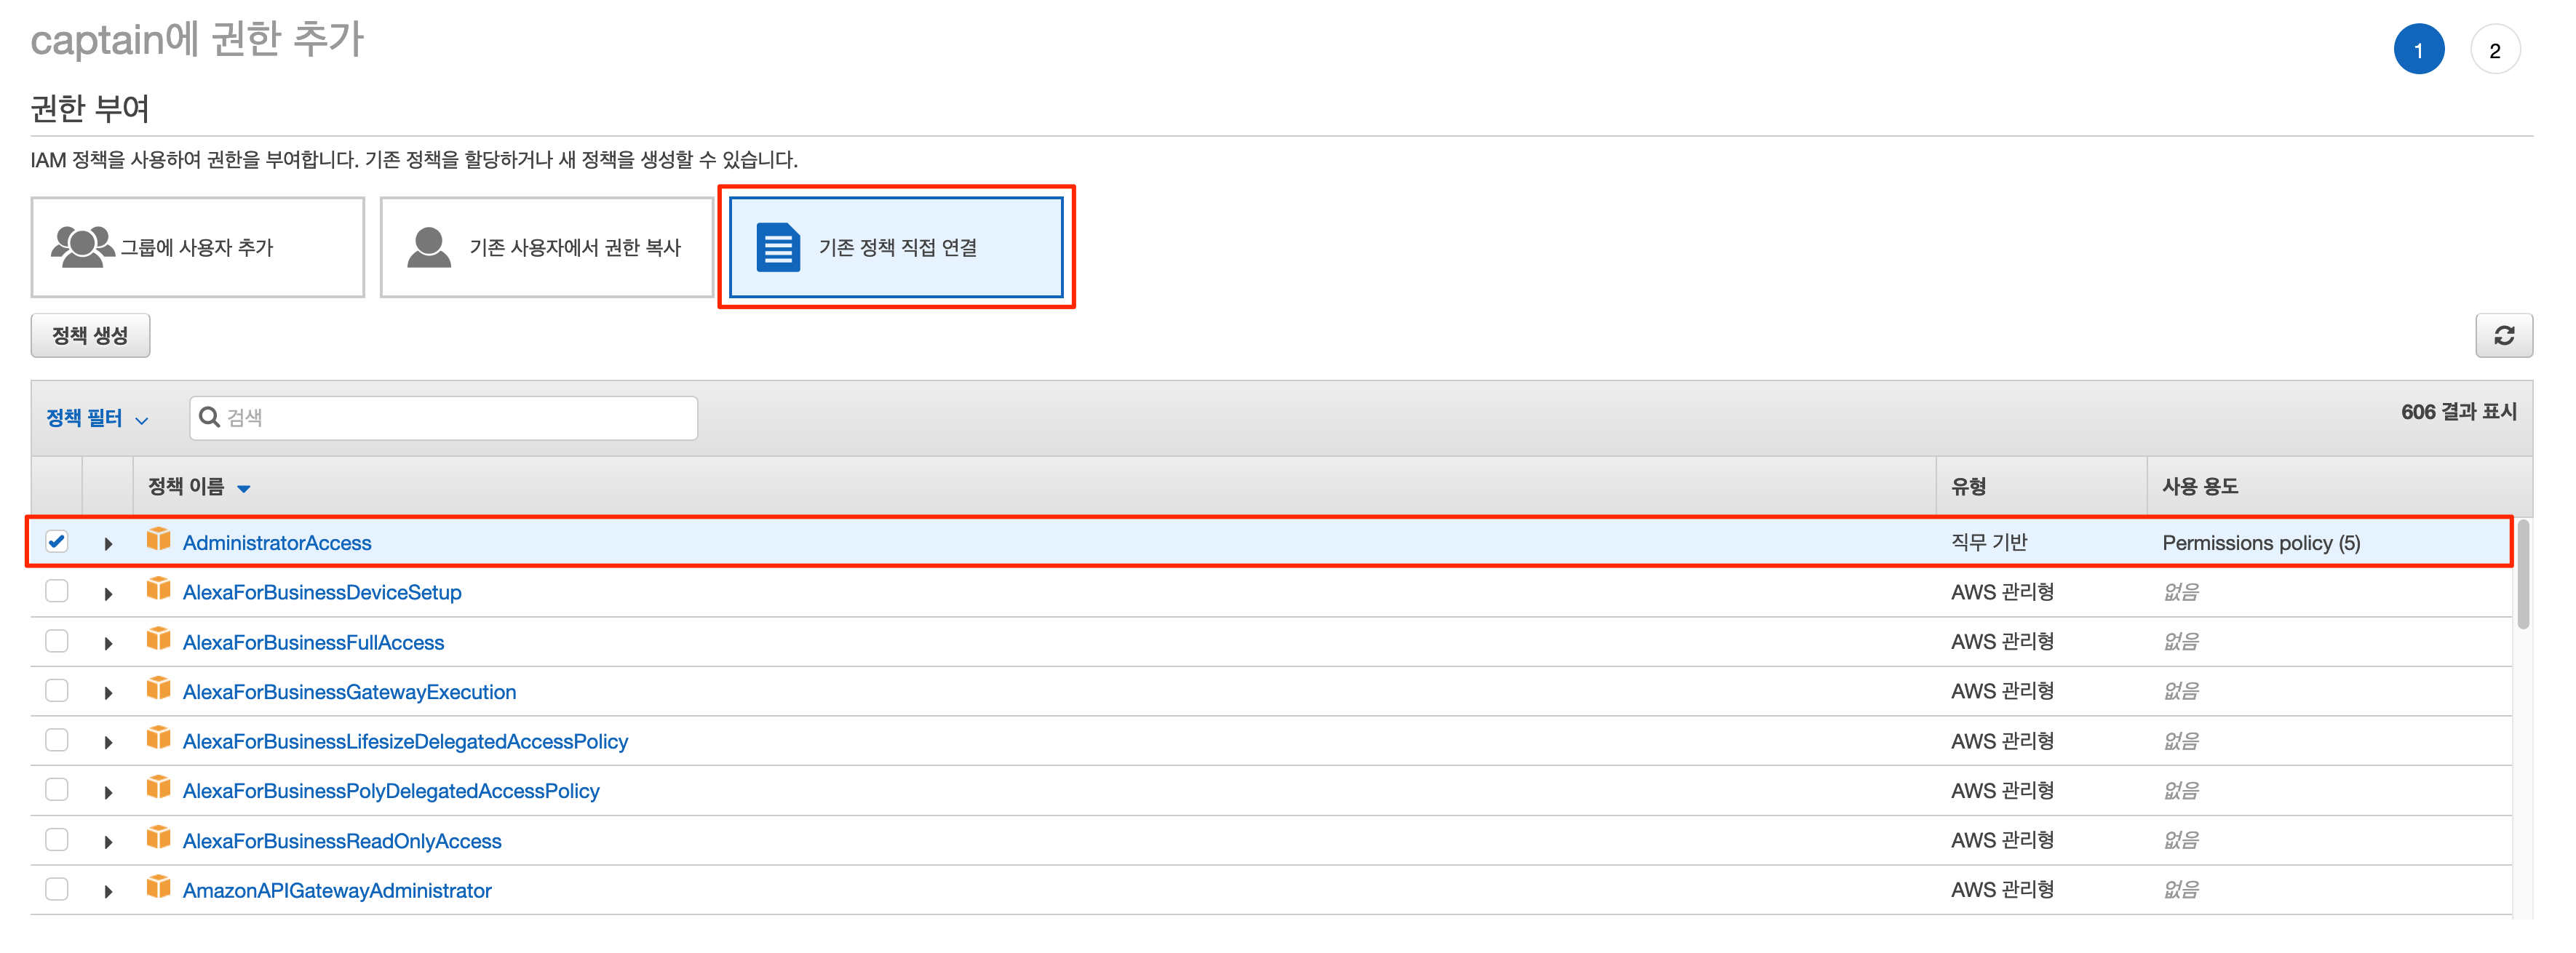 captain에 권한 추가
1
2
권한 부여
IAM 정책을 사용하여 권한을 부여합니다. 기존 정책을 할당하거나 새 정책을 생성할 수 있습니다.
그룹에 사용자 추가
기존 사용자에서 권한 복사
기존 정책 직접 연결
정책 생성
정책 필터
검색
606 결과 표시
정책 이름 유형 사용 용도
AdministratorAccess 직무 기반 Permissions policy (5)
AlexaForBusinessDeviceSetup AWS 관리형 없음
AlexaForBusinessFullAccess AWS 관리형 없음
AlexaForBusinessGatewayExecution AWS 관리형 없음
AlexaForBusinessLifesizeDelegatedAccessPolicy AWS 관리형 없음
AlexaForBusinessPolyDelegatedAccessPolicy AWS 관리형 없음
AlexaForBusinessReadOnlyAccess AWS 관리형 없음
AmazonAPIGatewayAdministrator AWS 관리형 없음